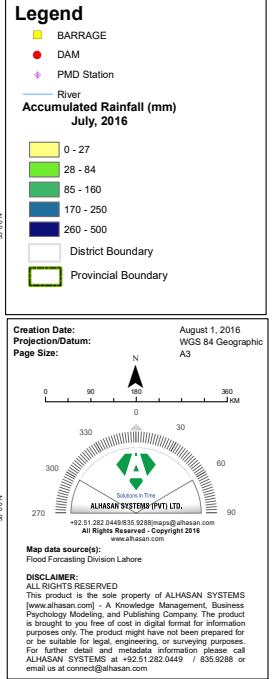 Legend
BARRAGE
DAM
PMD Station
River
Accumulated Rainfall (mm)
July, 2016
0 - 27
28 - 84
85 - 160
170 - 250
260 - 500
District Boundary
Provincial Boundary
Creation Date: August 1, 2016
Projection/Datum: WGS 84 Geographic
Page Size: A3
N
0 90 180 360
KM
0
330 30
300 60
270 90
Solutions in Time
ALHASAN SYSTEMS (PVT) LTD.
+92.51.282.0449/835.9288|maps@alhasan.com
All Rights Reserved - Copyright 2016
www.alhasan.com
Map data source(s):
Flood Forcasting Division Lahore
DISCLAIMER:
ALL RIGHTS RESERVED
This product is the sole property of ALHASAN SYSTEMS
[www.alhasan.com] - A Knowledge Management, Business
Psychology Modeling, and Publishing Company. The product
is brought to you free of cost in digital format for information
purposes only. The product might have not been prepared for
or be suitable for legal, engineering, or surveying purposes.
For further detail and metadata information please call
ALHASAN SYSTEMS at +92.51.282.0449 / 835.9288 or
email us at connect@alhasan.com